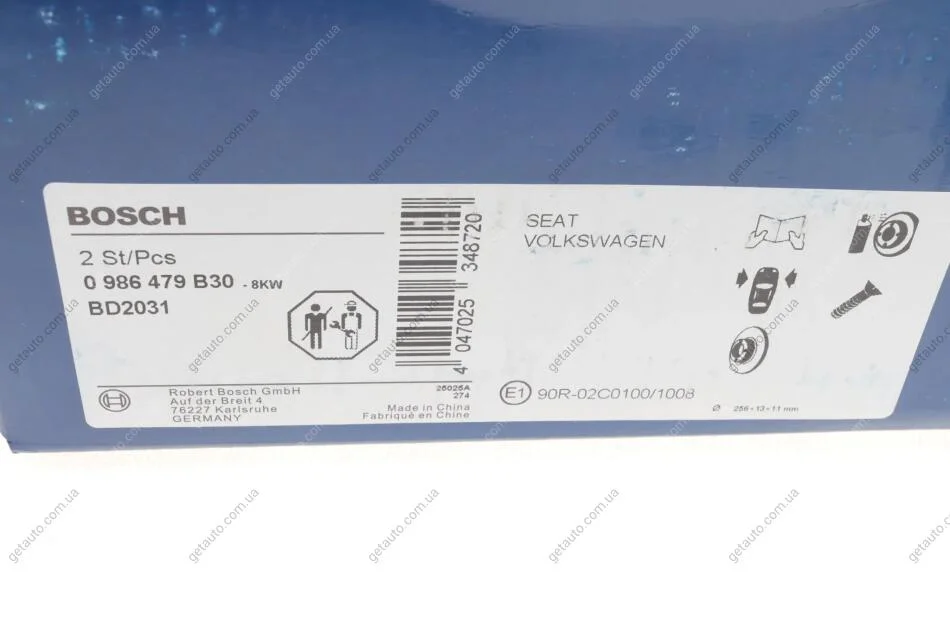 BOSCH
2 St/Pcs
0 986 479 B30 - 8KW
BD2031
4 047025 348720
SEAT
VOLKSWAGEN
Robert Bosch GmbH
Auf der Breit 4
76227 Karlsruhe
GERMANY
25025A
274
Made in China
Fabriqué en Chine
E1 90R-02C0100/1008
Ø 256 - 13 - 11 mm
getauto.com.ua